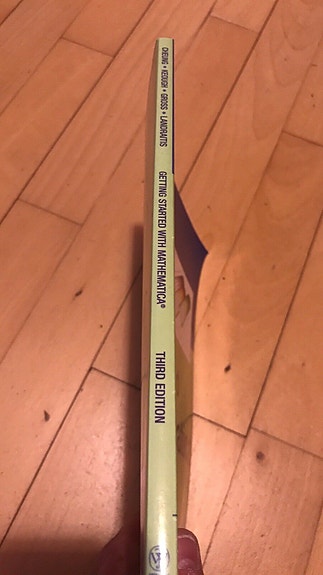 CHEUNG • KEOUGH • GROSS • LANDRAITIS
GETTING STARTED WITH MATHEMATICA®
THIRD EDITION